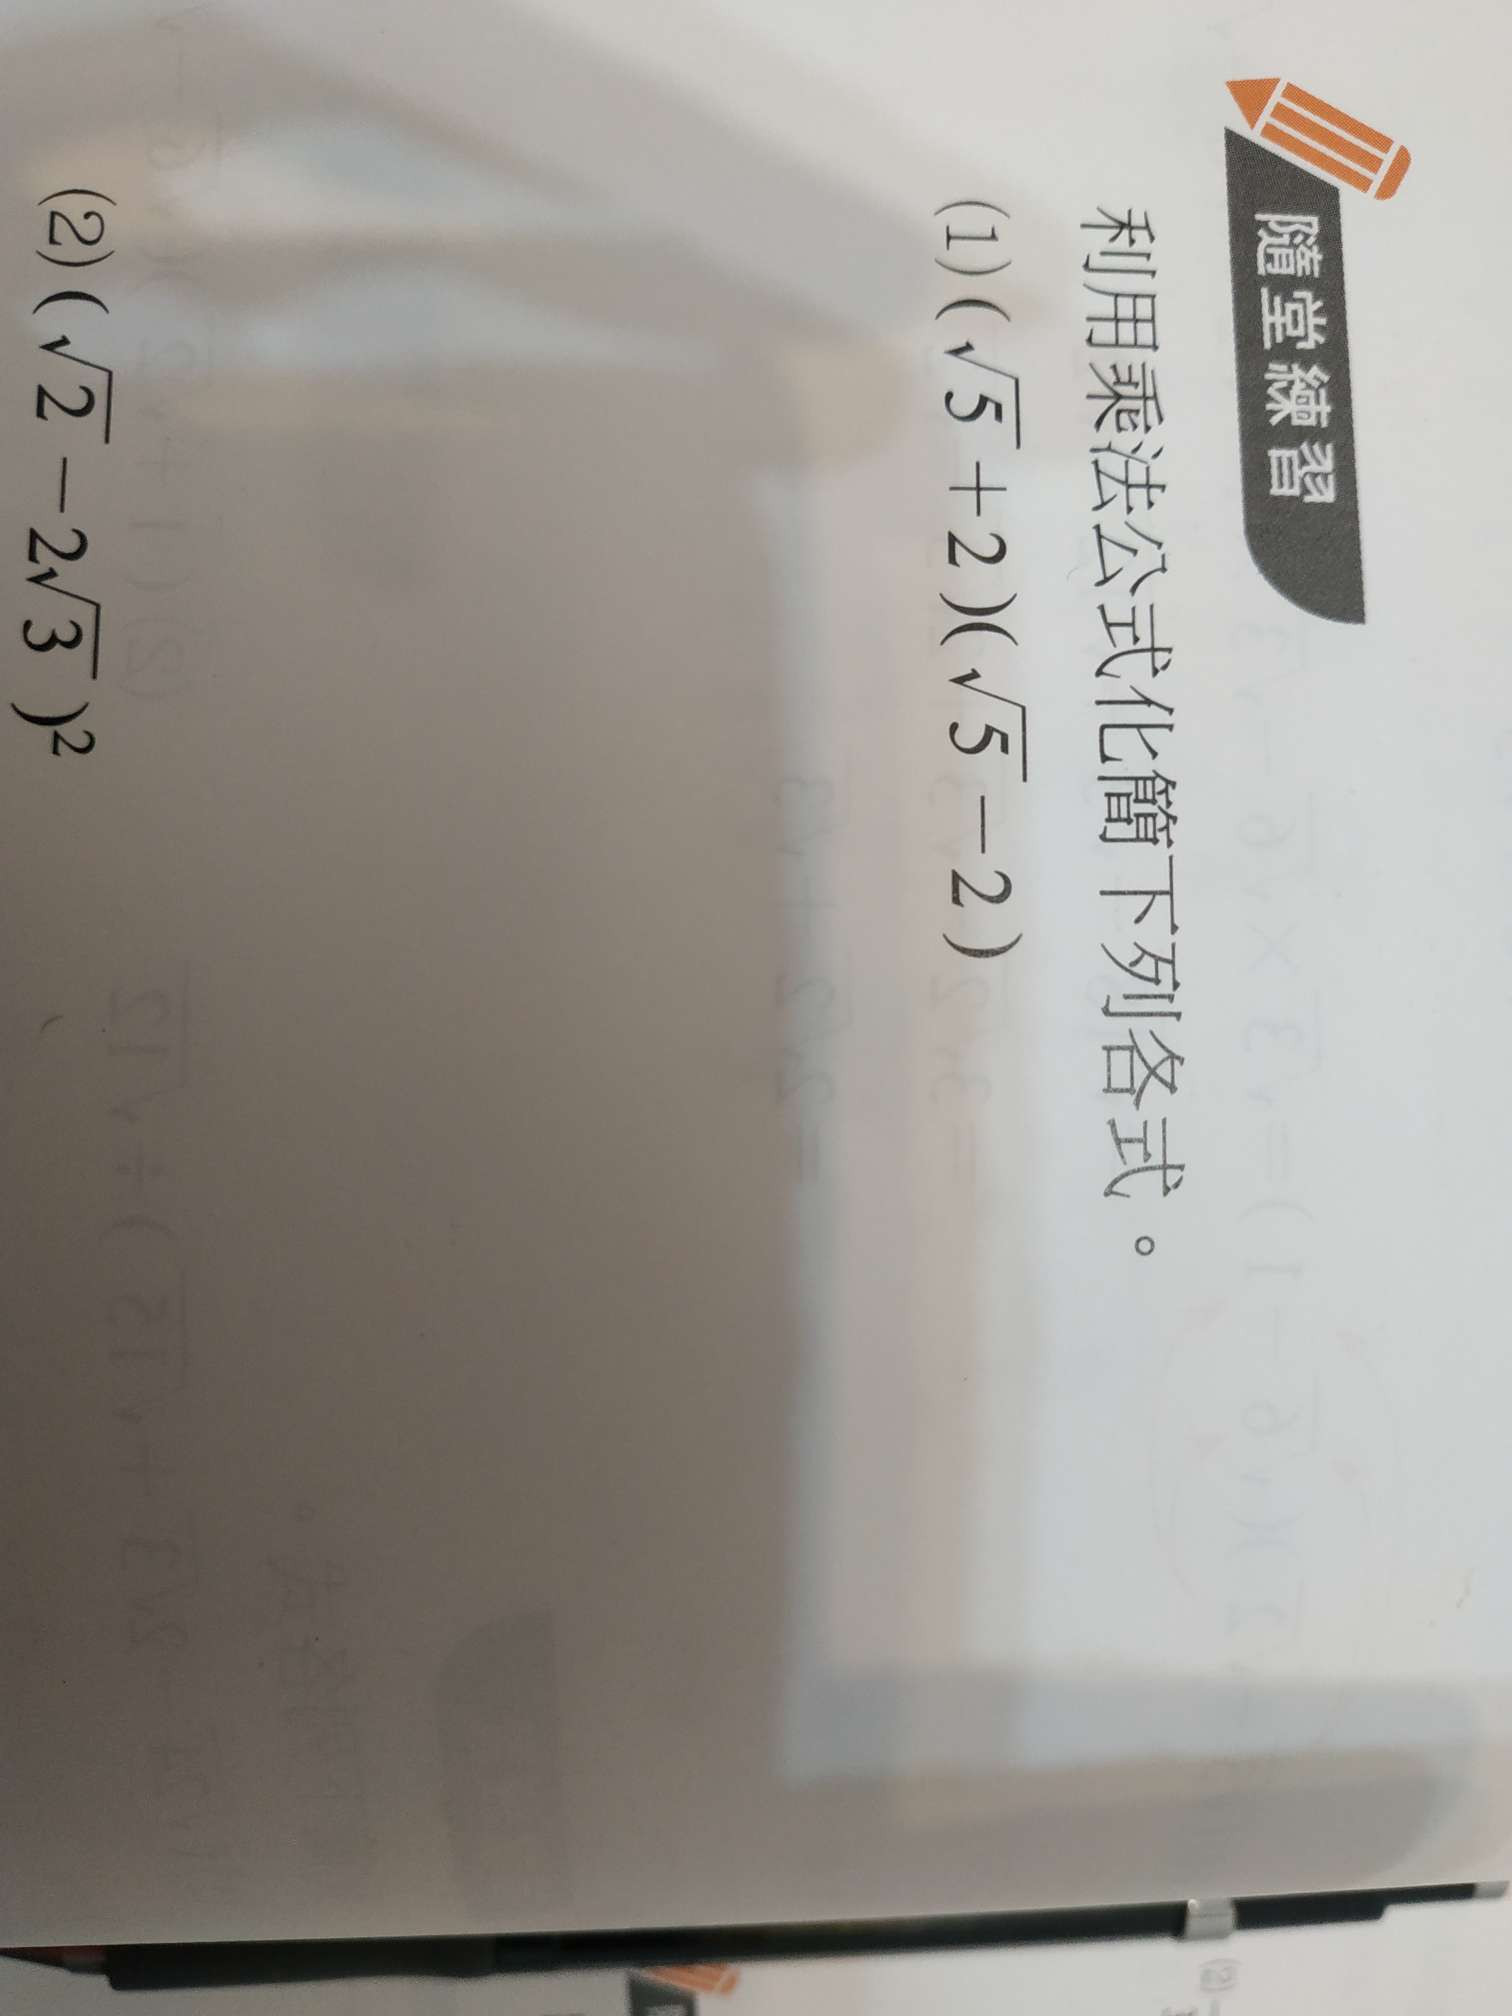 隨堂練習
利用乘法公式化簡下列各式。
(1)(√5+2)(√5-2)
(2)(√2-2√3)²